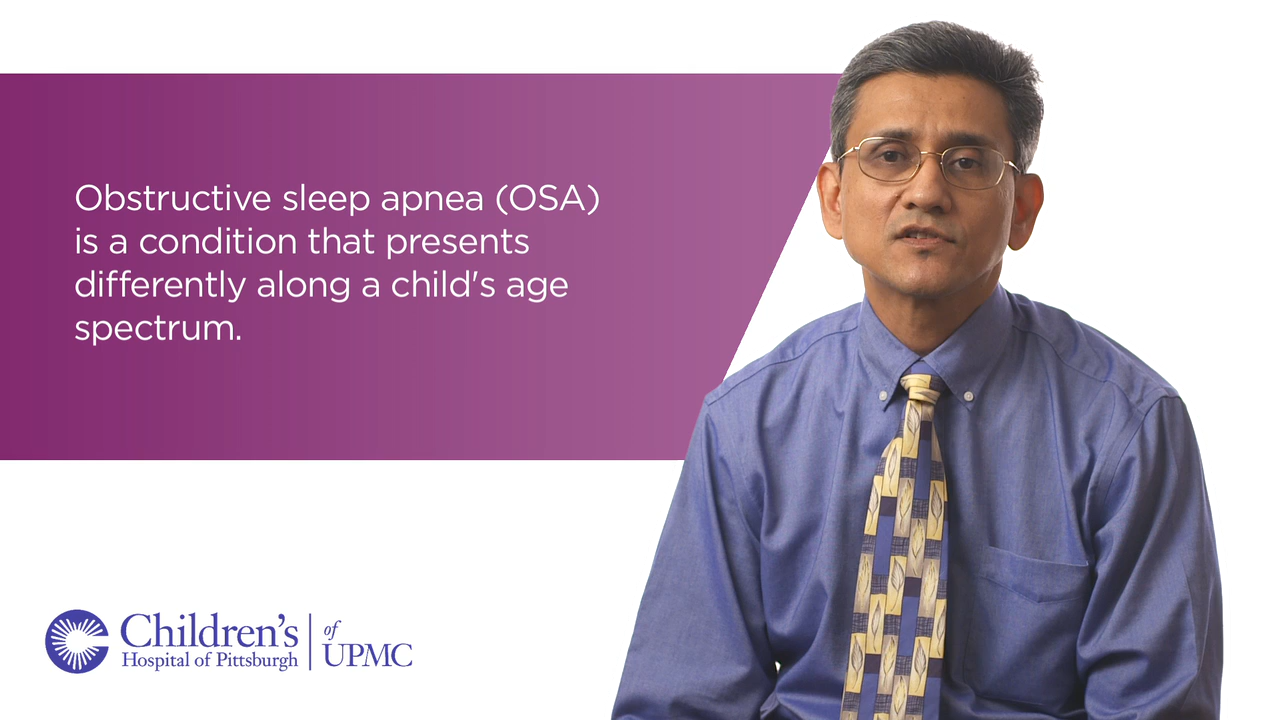 Obstructive sleep apnea (OSA)
is a condition that presents
differently along a child's age
spectrum.
Children's
Hospital of Pittsburgh
of
UPMC